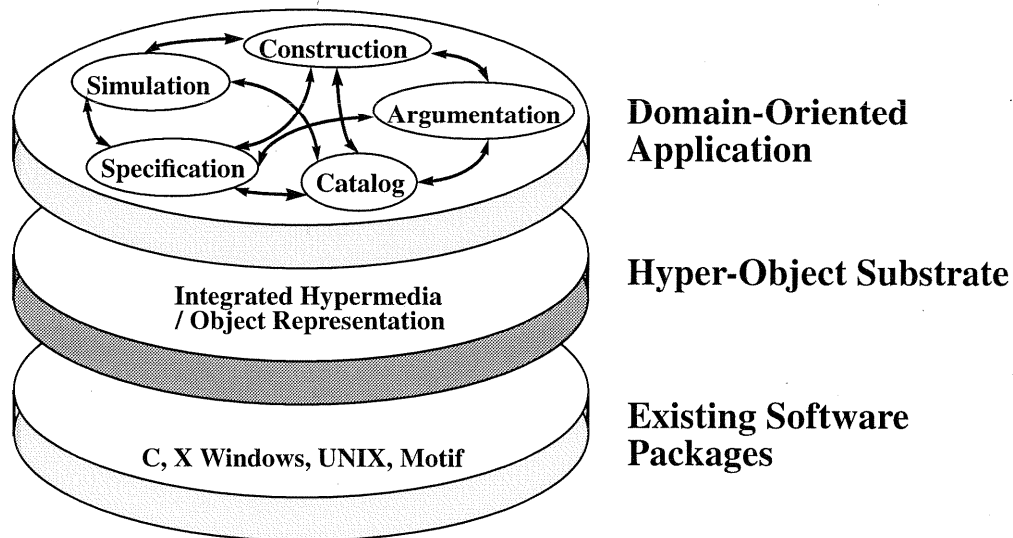 Construction
Simulation
Argumentation
Specification
Catalog
Domain-Oriented
Application
Integrated Hypermedia
/ Object Representation
Hyper-Object Substrate
C, X Windows, UNIX, Motif
Existing Software
Packages